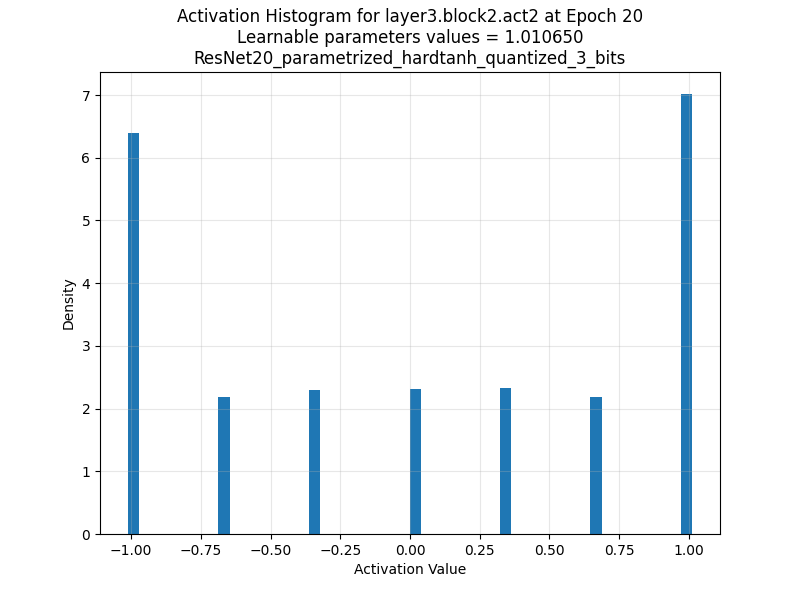 Activation Histogram for layer3.block2.act2 at Epoch 20
Learnable parameters values = 1.010650
ResNet20_parametrized_hardtanh_quantized_3_bits
7
6
5
4
3
2
1
0
Density
−1.00 −0.75 −0.50 −0.25 0.00 0.25 0.50 0.75 1.00
Activation Value